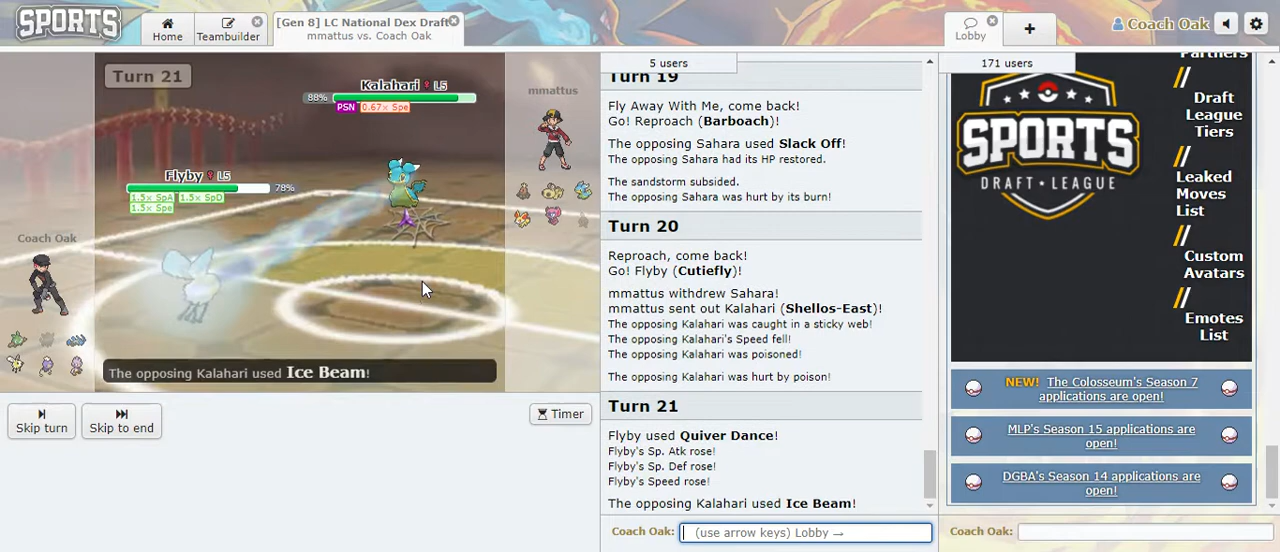 SPORTS
Home
Teambuilder
[Gen 8] LC National Dex Draft
mmattus vs. Coach Oak
Lobby
+
Coach Oak
Turn 21
Kalahari L5
88%
PSN 0.67× Spe
Flyby L5
78%
1.5× SpA 1.5× SpD
1.5× Spe
Coach Oak
mmattus
The opposing Kalahari used Ice Beam!
Skip turn
Skip to end
Timer
5 users
Turn 19
Fly Away With Me, come back!
Go! Reproach (Barboach)!
The opposing Sahara used Slack Off!
The opposing Sahara had its HP restored.
The sandstorm subsided.
The opposing Sahara was hurt by its burn!
Turn 20
Reproach, come back!
Go! Flyby (Cutiefly)!
mmattus withdrew Sahara!
mmattus sent out Kalahari (Shellos-East)!
The opposing Kalahari was caught in a sticky web!
The opposing Kalahari's Speed fell!
The opposing Kalahari was poisoned!
The opposing Kalahari was hurt by poison!
Turn 21
Flyby used Quiver Dance!
Flyby's Sp. Atk rose!
Flyby's Sp. Def rose!
Flyby's Speed rose!
The opposing Kalahari used Ice Beam!
Coach Oak: (use arrow keys) Lobby →
171 users
SPORTS
DRAFT • LEAGUE
Partners
//
Draft
League
Tiers
//
Leaked
Moves
List
//
Custom
Avatars
//
Emotes
List
NEW! The Colosseum's Season 7
applications are open!
MLP's Season 15 applications are
open!
DGBA's Season 14 applications are
open!
Coach Oak: